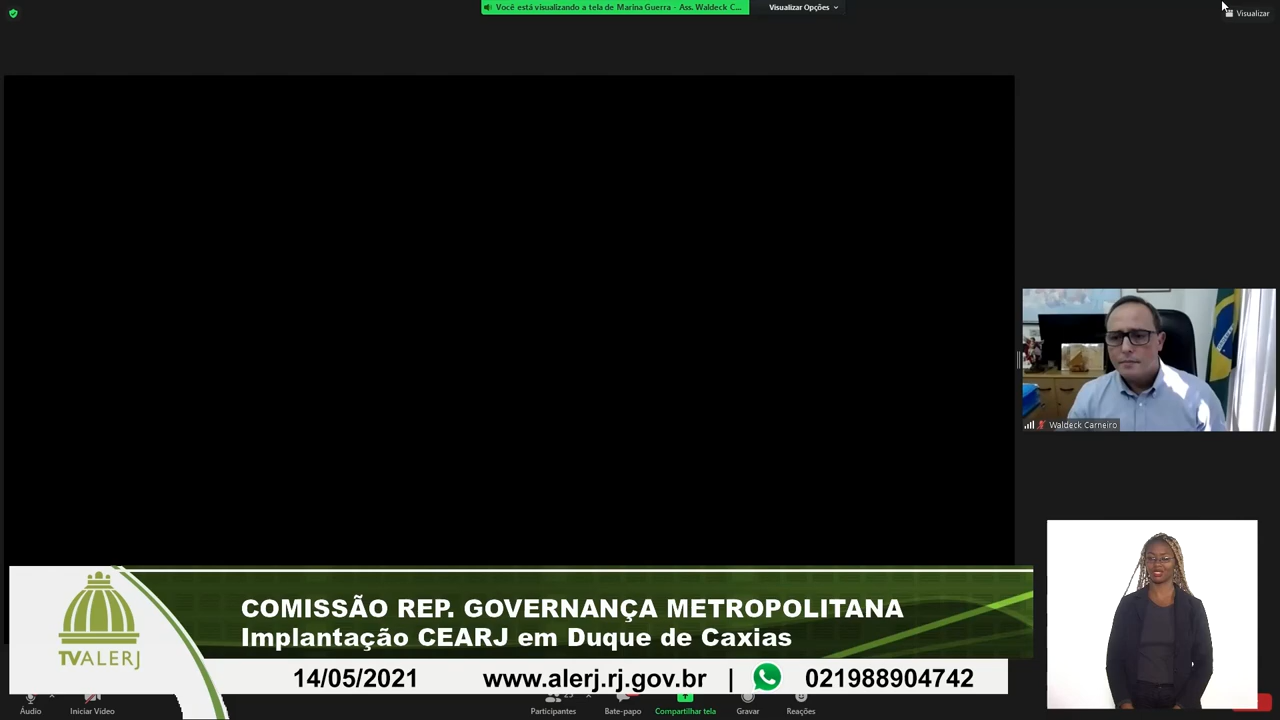 Você está visualizando a tela de Marina Guerra - Ass. Waldeck C...
Visualizar Opções
Visualizar
Waldeck Carneiro
COMISSÃO REP. GOVERNANÇA METROPOLITANA
Implantação CEARJ em Duque de Caxias
TVALERJ
14/05/2021
www.alerj.rj.gov.br | 021988904742
Áudio
Iniciar Vídeo
Participantes
Bate-papo
Compartilhar tela
Gravar
Reações